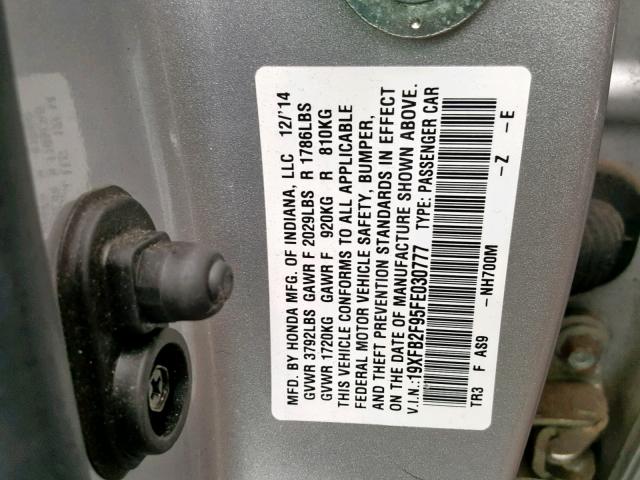 MFD. BY HONDA MFG. OF INDIANA, LLC 12/'14
GVWR 3792LBS GAWR F 2029LBS R 1786LBS
GVWR 1720KG GAWR F 920KG R 810KG
THIS VEHICLE CONFORMS TO ALL APPLICABLE
FEDERAL MOTOR VEHICLE SAFETY, BUMPER,
AND THEFT PREVENTION STANDARDS IN EFFECT
ON THE DATE OF MANUFACTURE SHOWN ABOVE.
V.I.N.:19XFB2F95FE030777 TYPE: PASSENGER CAR
TR3 F AS9 -NH700M -Z -E